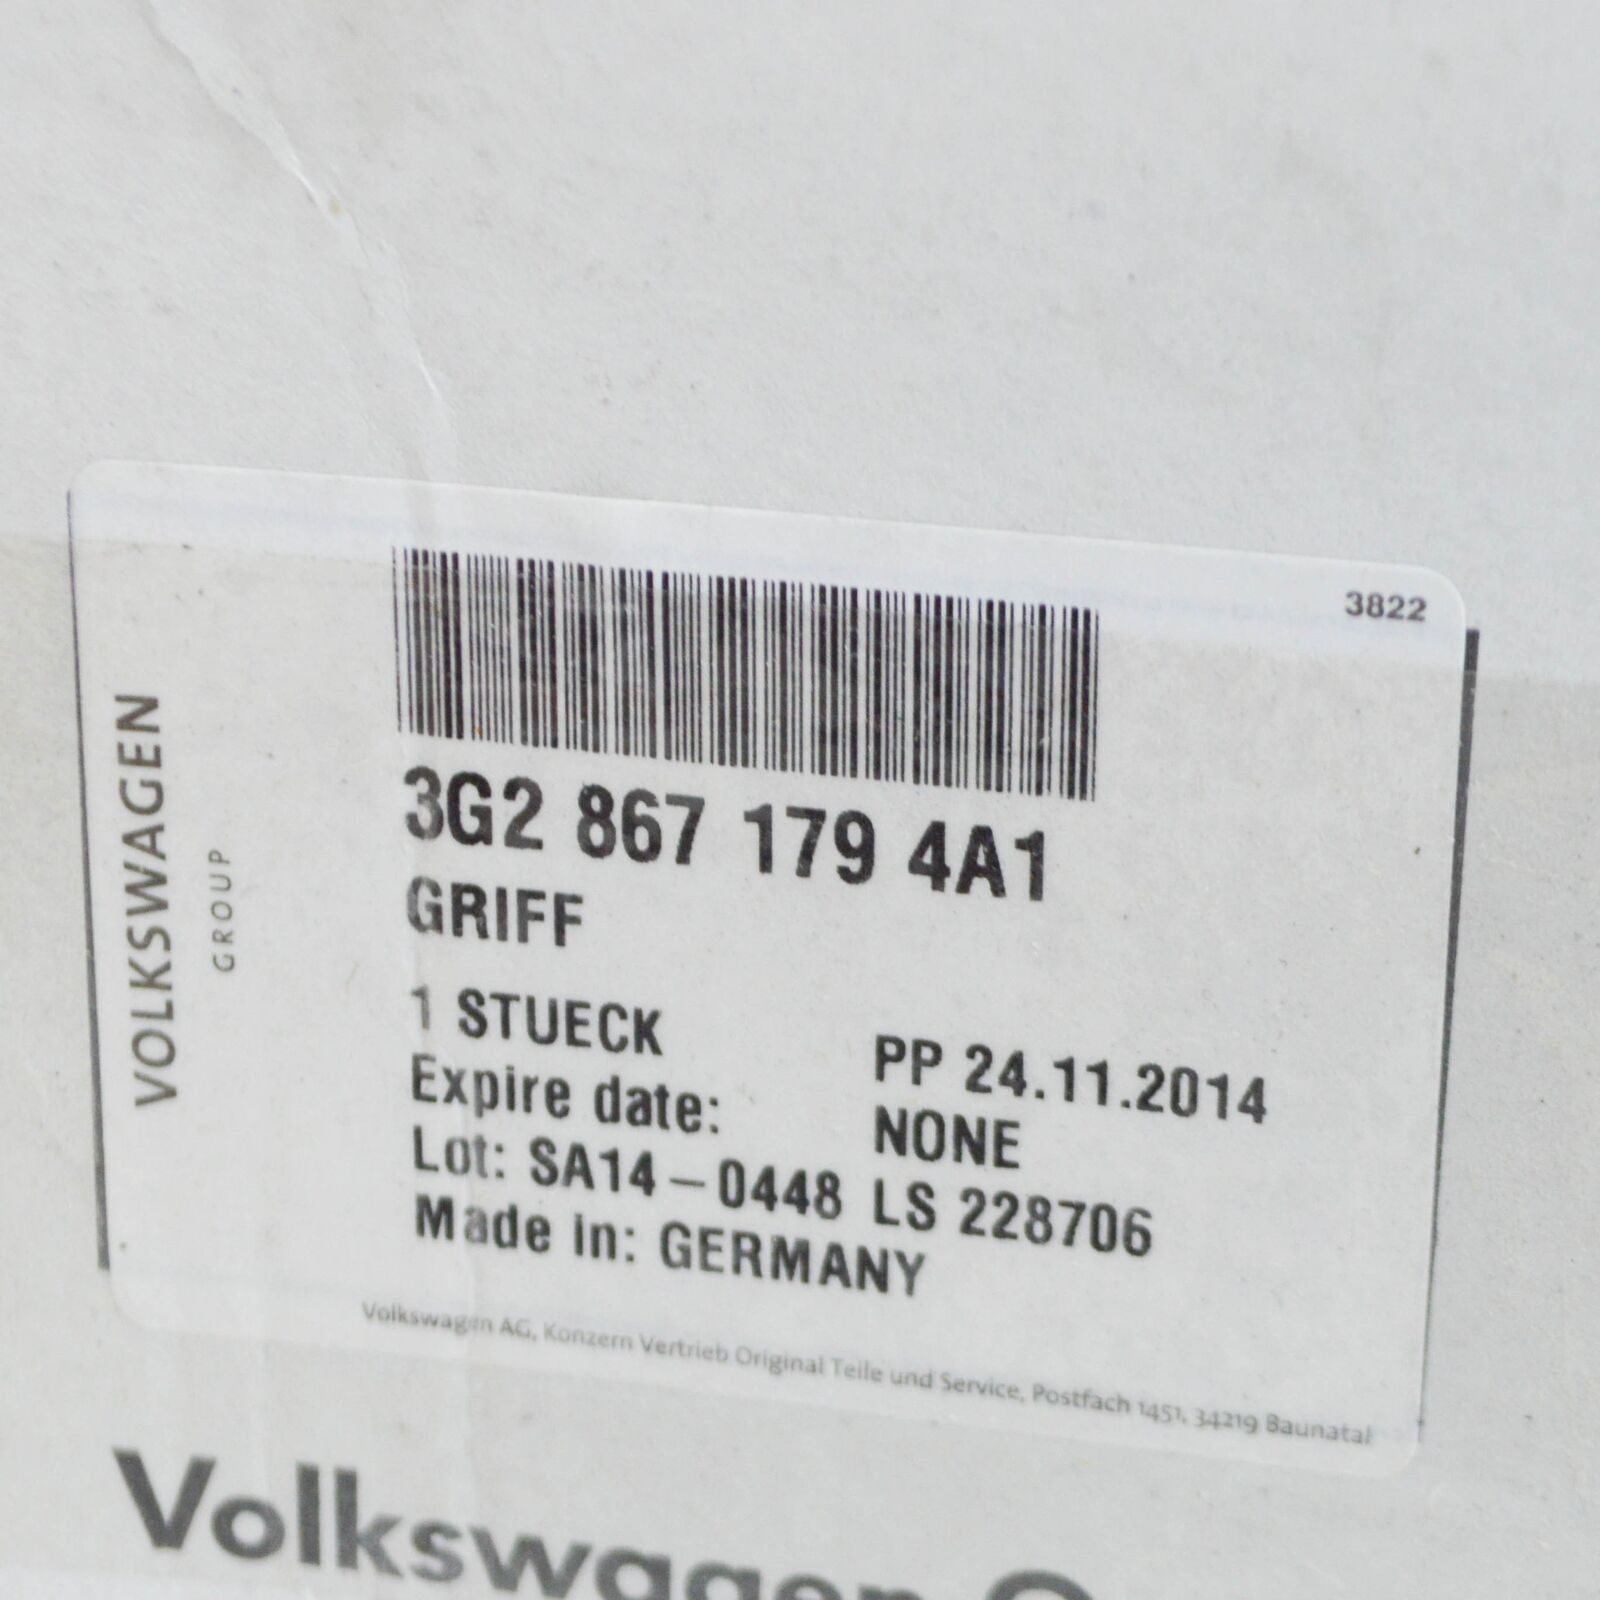 3822
VOLKSWAGEN
GROUP
3G2 867 179 4A1
GRIFF
1 STUECK PP 24.11.2014
Expire date: NONE
Lot: SA14-0448 LS 228706
Made in: GERMANY
Volkswagen AG, Konzern Vertrieb Original Teile und Service, Postfach 1451, 34219 Baunatal
Volkswagen